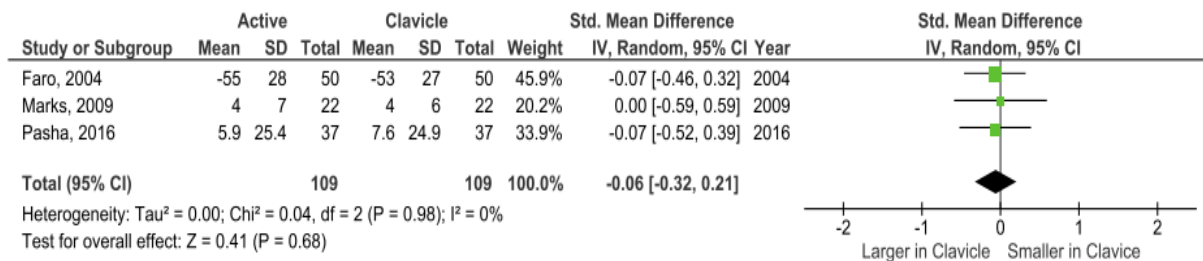 Active Clavicle Std. Mean Difference Std. Mean Difference
Study or Subgroup Mean SD Total Mean SD Total Weight IV, Random, 95% CI Year IV, Random, 95% CI
Faro, 2004 -55 28 50 -53 27 50 45.9% -0.07 [-0.46, 0.32] 2004
Marks, 2009 4 7 22 4 6 22 20.2% 0.00 [-0.59, 0.59] 2009
Pasha, 2016 5.9 25.4 37 7.6 24.9 37 33.9% -0.07 [-0.52, 0.39] 2016
Total (95% CI) 109 109 100.0% -0.06 [-0.32, 0.21]
Heterogeneity: Tau² = 0.00; Chi² = 0.04, df = 2 (P = 0.98); I² = 0%
Test for overall effect: Z = 0.41 (P = 0.68)
-2 -1 0 1 2
Larger in Clavicle Smaller in Clavice